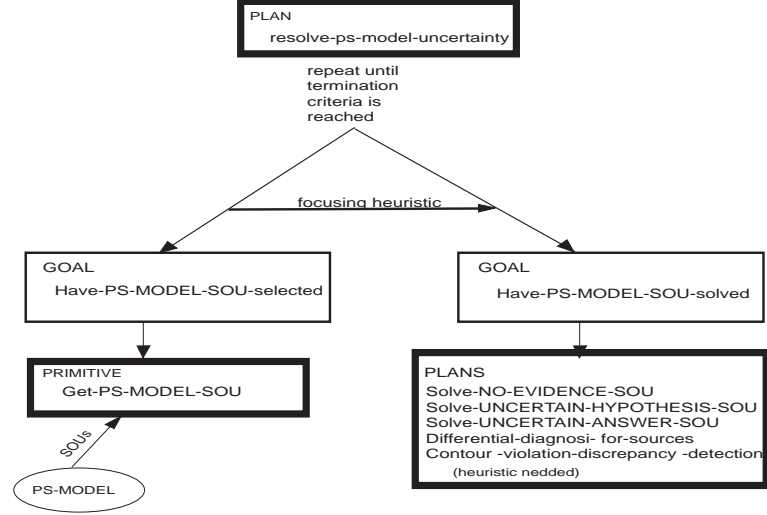 PLAN
resolve-ps-model-uncertainty
repeat until
termination
criteria is
reached
focusing heuristic
GOAL
Have-PS-MODEL-SOU-selected
GOAL
Have-PS-MODEL-SOU-solved
PRIMITIVE
Get-PS-MODEL-SOU
SOUs
PS-MODEL
PLANS
Solve-NO-EVIDENCE-SOU
Solve-UNCERTAIN-HYPOTHESIS-SOU
Solve-UNCERTAIN-ANSWER-SOU
Differential-diagnosi- for-sources
Contour -violation-discrepancy -detection
(heuristic nedded)